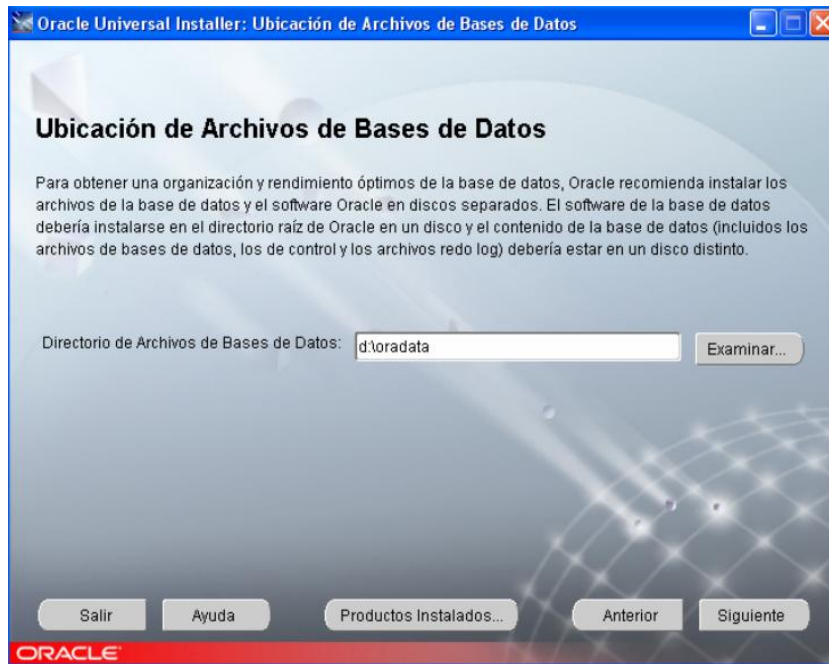 Oracle Universal Installer: Ubicación de Archivos de Bases de Datos
Ubicación de Archivos de Bases de Datos
Para obtener una organización y rendimiento óptimos de la base de datos, Oracle recomienda instalar los
archivos de la base de datos y el software Oracle en discos separados. El software de la base de datos
debería instalarse en el directorio raíz de Oracle en un disco y el contenido de la base de datos (incluidos los
archivos de bases de datos, los de control y los archivos redo log) debería estar en un disco distinto.
Directorio de Archivos de Bases de Datos: d:\oradata Examinar...
Salir Ayuda Productos Instalados... Anterior Siguiente
ORACLE